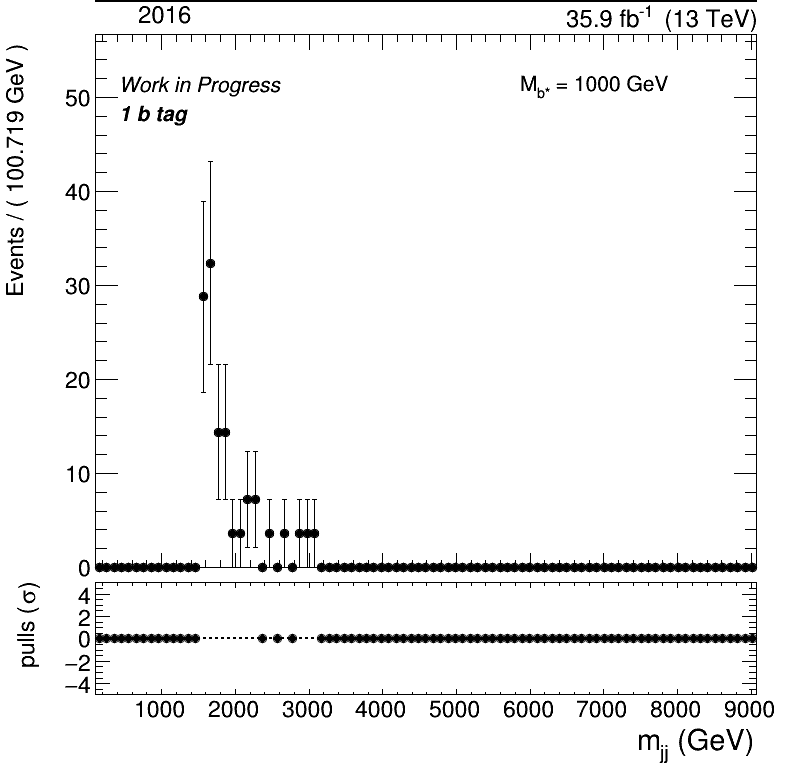 2016 35.9 fb⁻¹ (13 TeV)
Events / ( 100.719 GeV )
Work in Progress
1 b tag
M_b* = 1000 GeV
50
40
30
20
10
0
pulls (σ)
4
2
0
−2
−4
1000 2000 3000 4000 5000 6000 7000 8000 9000
m_jj (GeV)